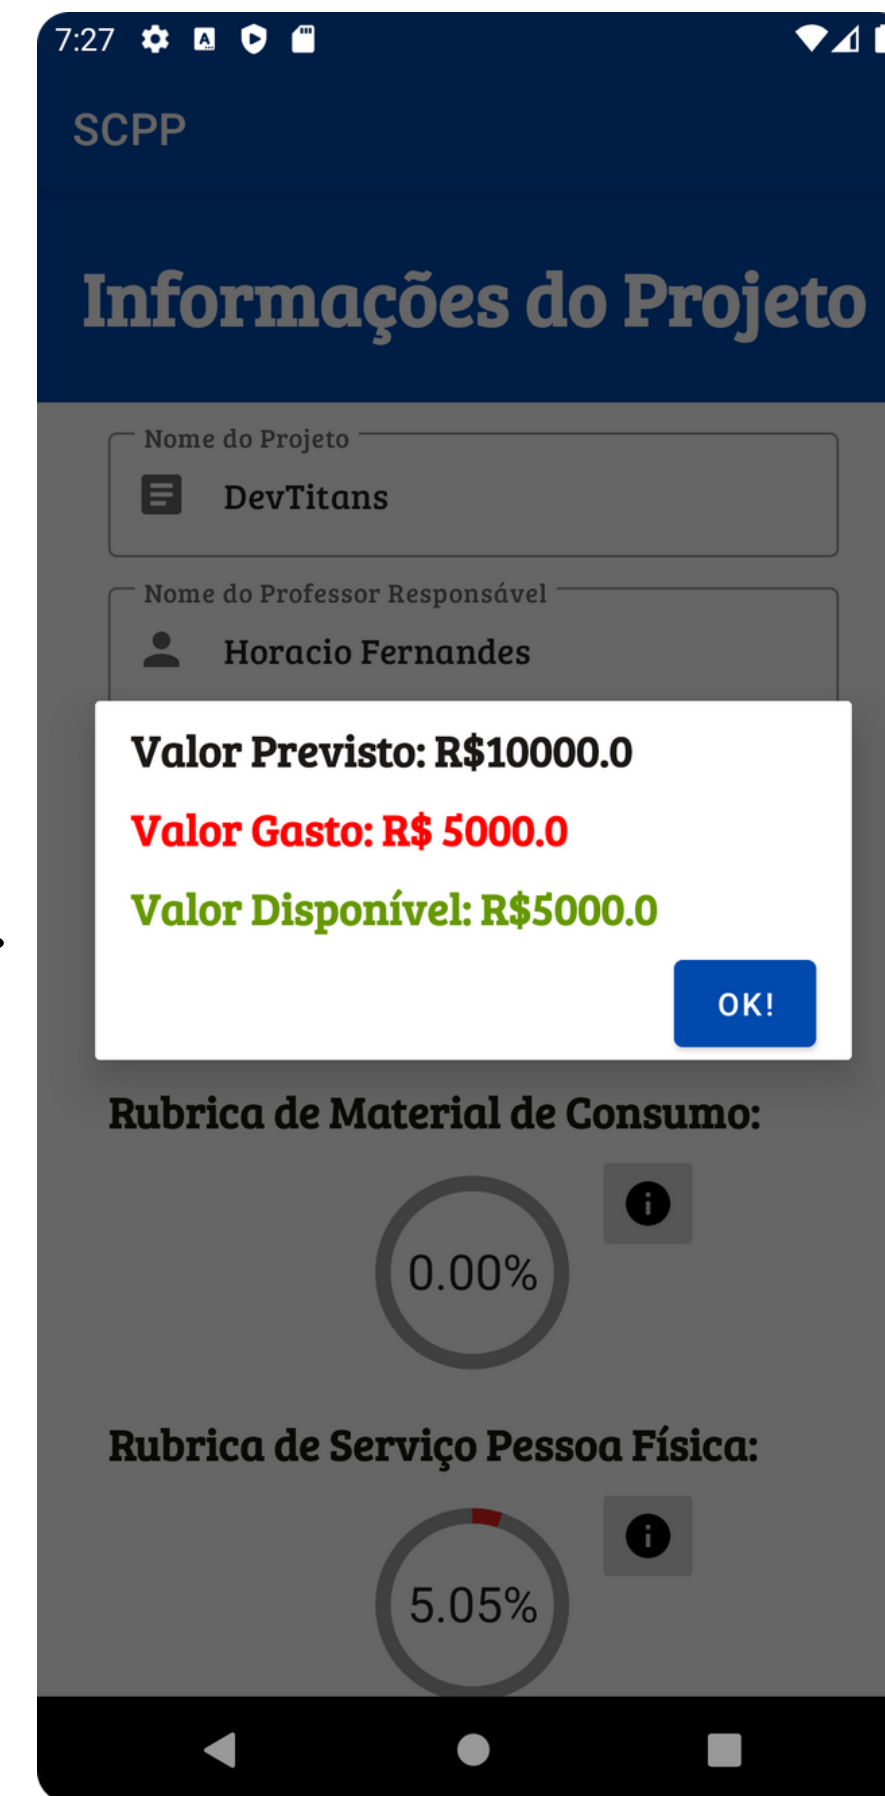 7:27
SCPP
Informações do Projeto
Nome do Projeto
DevTitans
Nome do Professor Responsável
Horacio Fernandes
Valor Previsto: R$10000.0
Valor Gasto: R$ 5000.0
Valor Disponível: R$5000.0
OK!
Rubrica de Material de Consumo:
0.00%
Rubrica de Serviço Pessoa Física:
5.05%